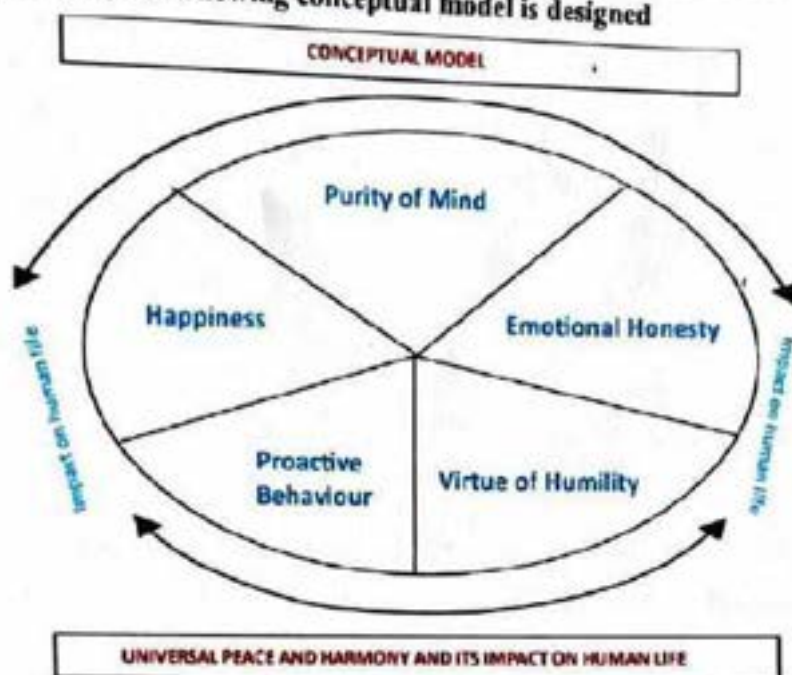 owing conceptual model is designed
CONCEPTUAL MODEL
Purity of Mind
Happiness
Emotional Honesty
Impact on human life
Impact on human life
Proactive
Behaviour
Virtue of Humility
UNIVERSAL PEACE AND HARMONY AND ITS IMPACT ON HUMAN LIFE